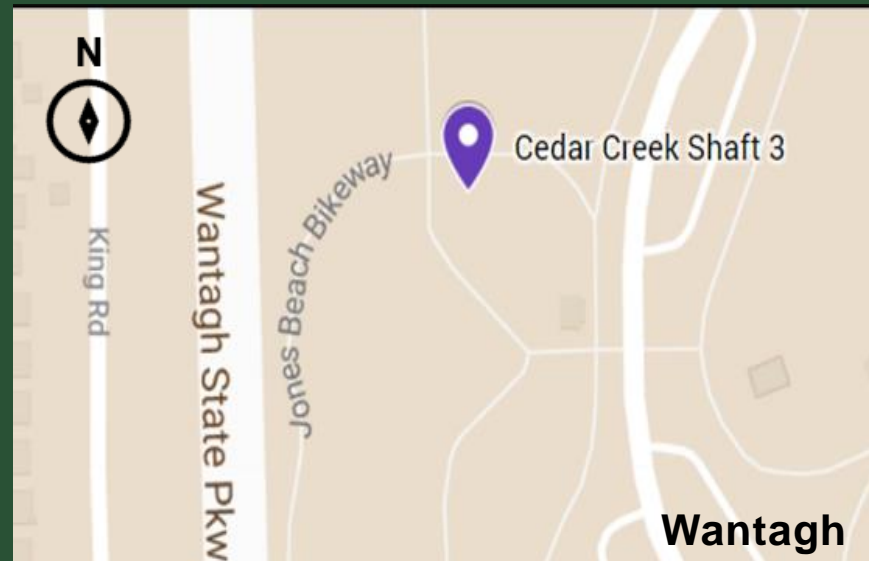 N
Cedar Creek Shaft 3
Jones Beach Bikeway
King Rd
Wantagh State Pkw
Wantagh